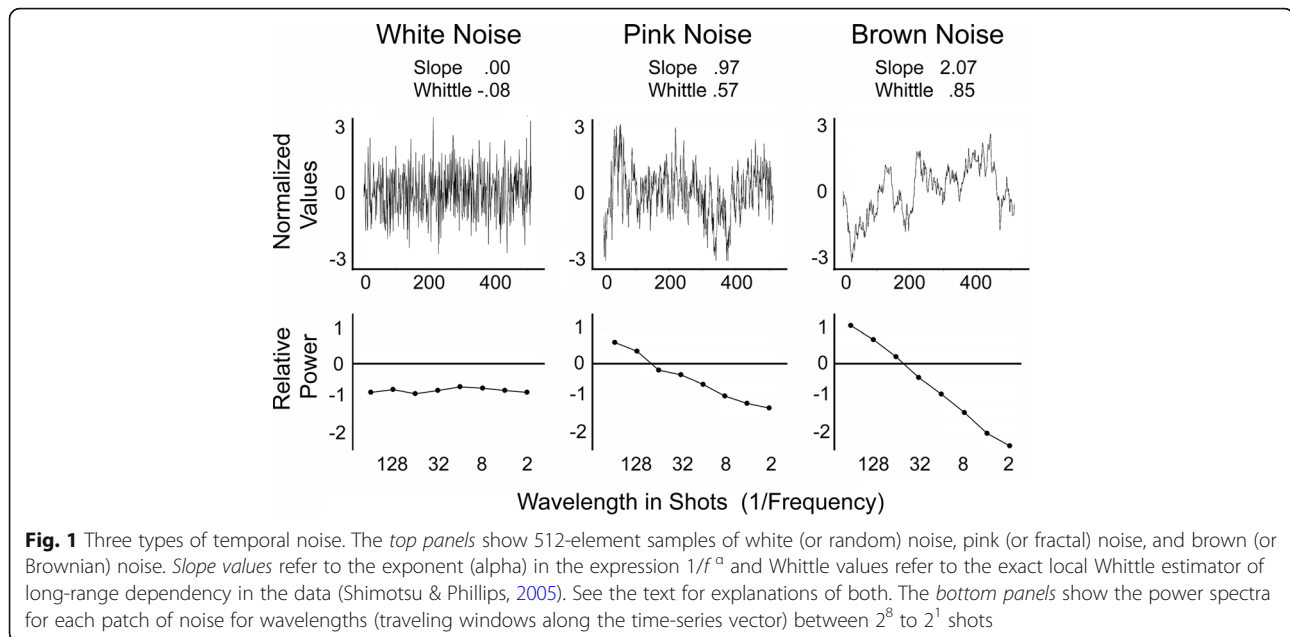 White Noise Pink Noise Brown Noise
Slope .00 Slope .97 Slope 2.07
Whittle -.08 Whittle .57 Whittle .85
Normalized
Values
3
0
-3
0 200 400
3
0
-3
0 200 400
3
0
-3
0 200 400
Relative
Power
1
0
-1
-2
128 32 8 2
1
0
-1
-2
128 32 8 2
1
0
-1
-2
128 32 8 2
Wavelength in Shots (1/Frequency)
Fig. 1 Three types of temporal noise. The top panels show 512-element samples of white (or random) noise, pink (or fractal) noise, and brown (or
Brownian) noise. Slope values refer to the exponent (alpha) in the expression 1/f α and Whittle values refer to the exact local Whittle estimator of
long-range dependency in the data (Shimotsu & Phillips, 2005). See the text for explanations of both. The bottom panels show the power spectra
for each patch of noise for wavelengths (traveling windows along the time-series vector) between 2⁸ to 2¹ shots